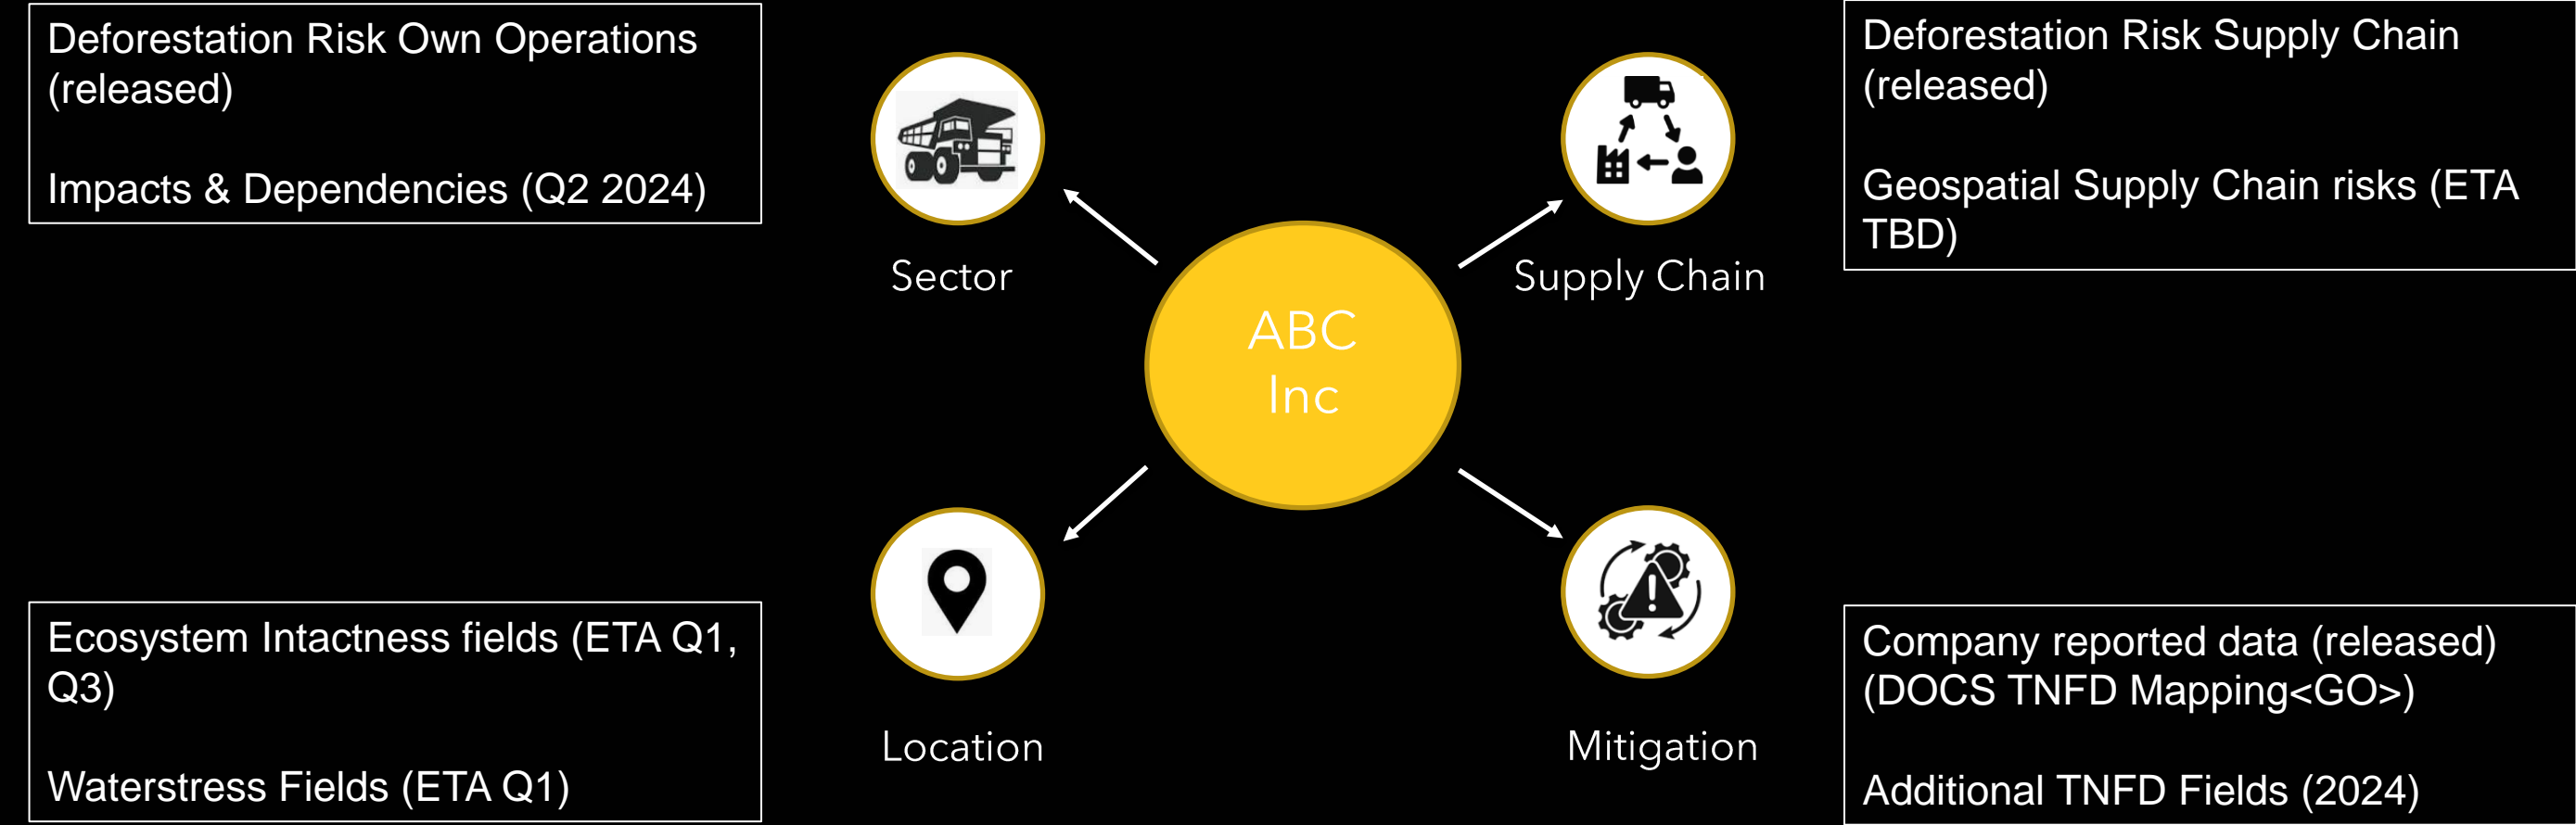 Deforestation Risk Own Operations
(released)
Impacts & Dependencies (Q2 2024)
Sector
Supply Chain
Deforestation Risk Supply Chain
(released)
Geospatial Supply Chain risks (ETA
TBD)
ABC
Inc
Ecosystem Intactness fields (ETA Q1,
Q3)
Waterstress Fields (ETA Q1)
Location
Mitigation
Company reported data (released)
(DOCS TNFD Mapping<GO>)
Additional TNFD Fields (2024)